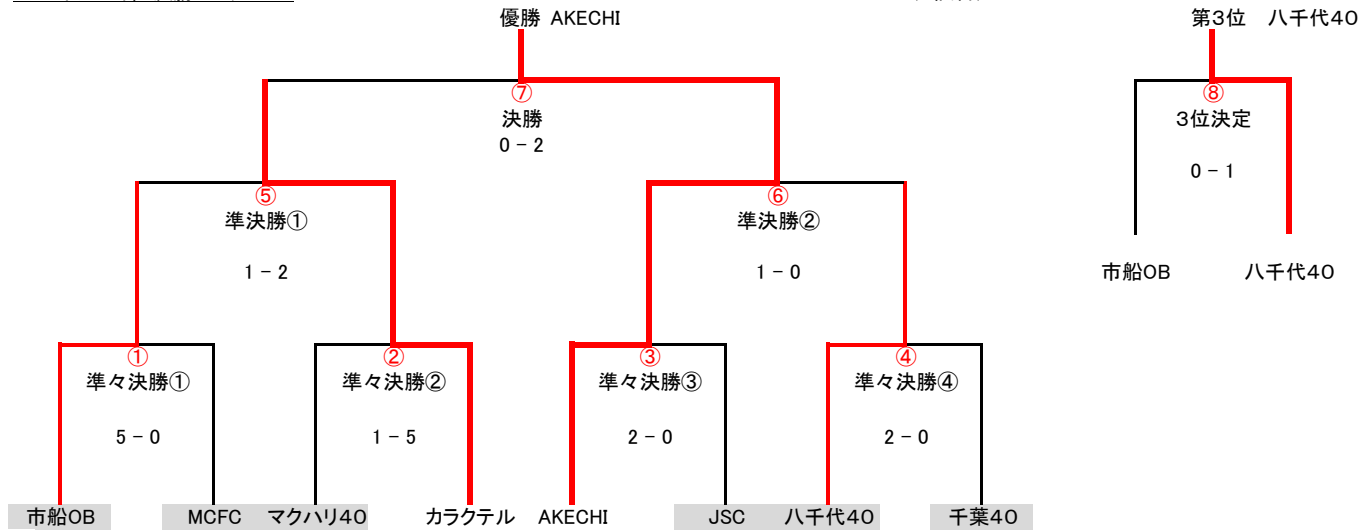 優勝 AKECHI
第3位 八千代40
⑦
決勝
0 - 2
⑧
3位決定
0 - 1
⑤
準決勝①
1 - 2
⑥
準決勝②
1 - 0
市船OB 八千代40
①
準々決勝①
5 - 0
②
準々決勝②
1 - 5
③
準々決勝③
2 - 0
④
準々決勝④
2 - 0
市船OB MCFC マクハリ40 カラクテル AKECHI JSC 八千代40 千葉40